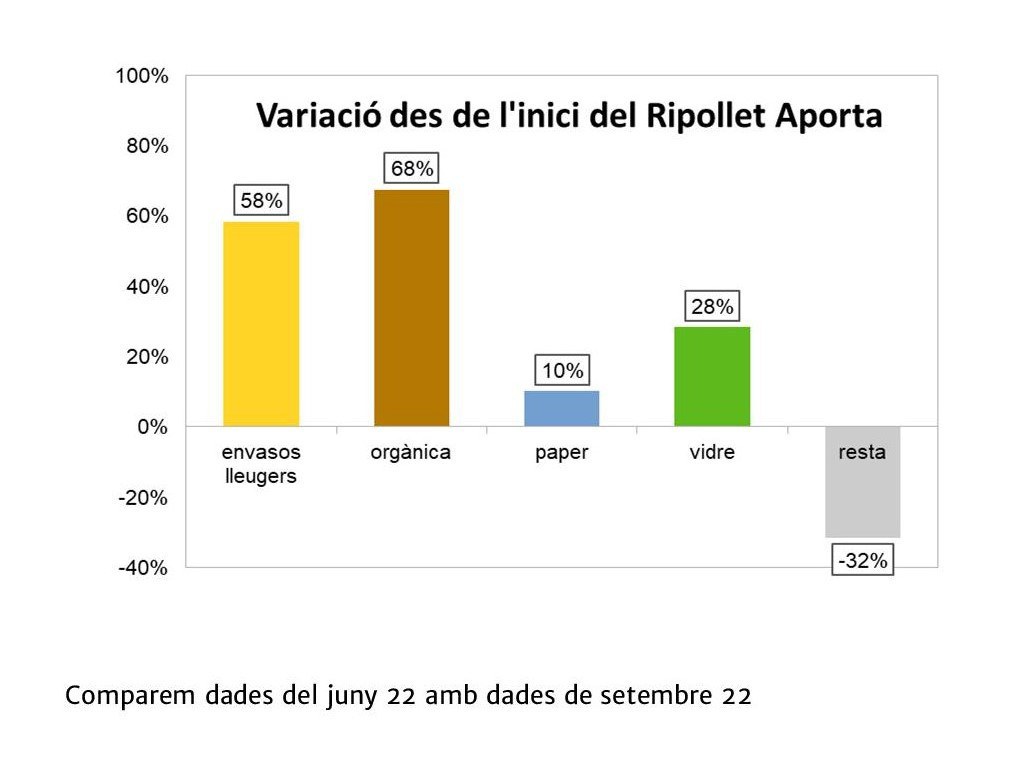 Variació des de l'inici del Ripollet Aporta
100%
80%
60%
40%
20%
0%
-20%
-40%
58%
68%
10%
28%
-32%
envasos
lleugers
orgànica
paper
vidre
resta
Comparem dades del juny 22 amb dades de setembre 22